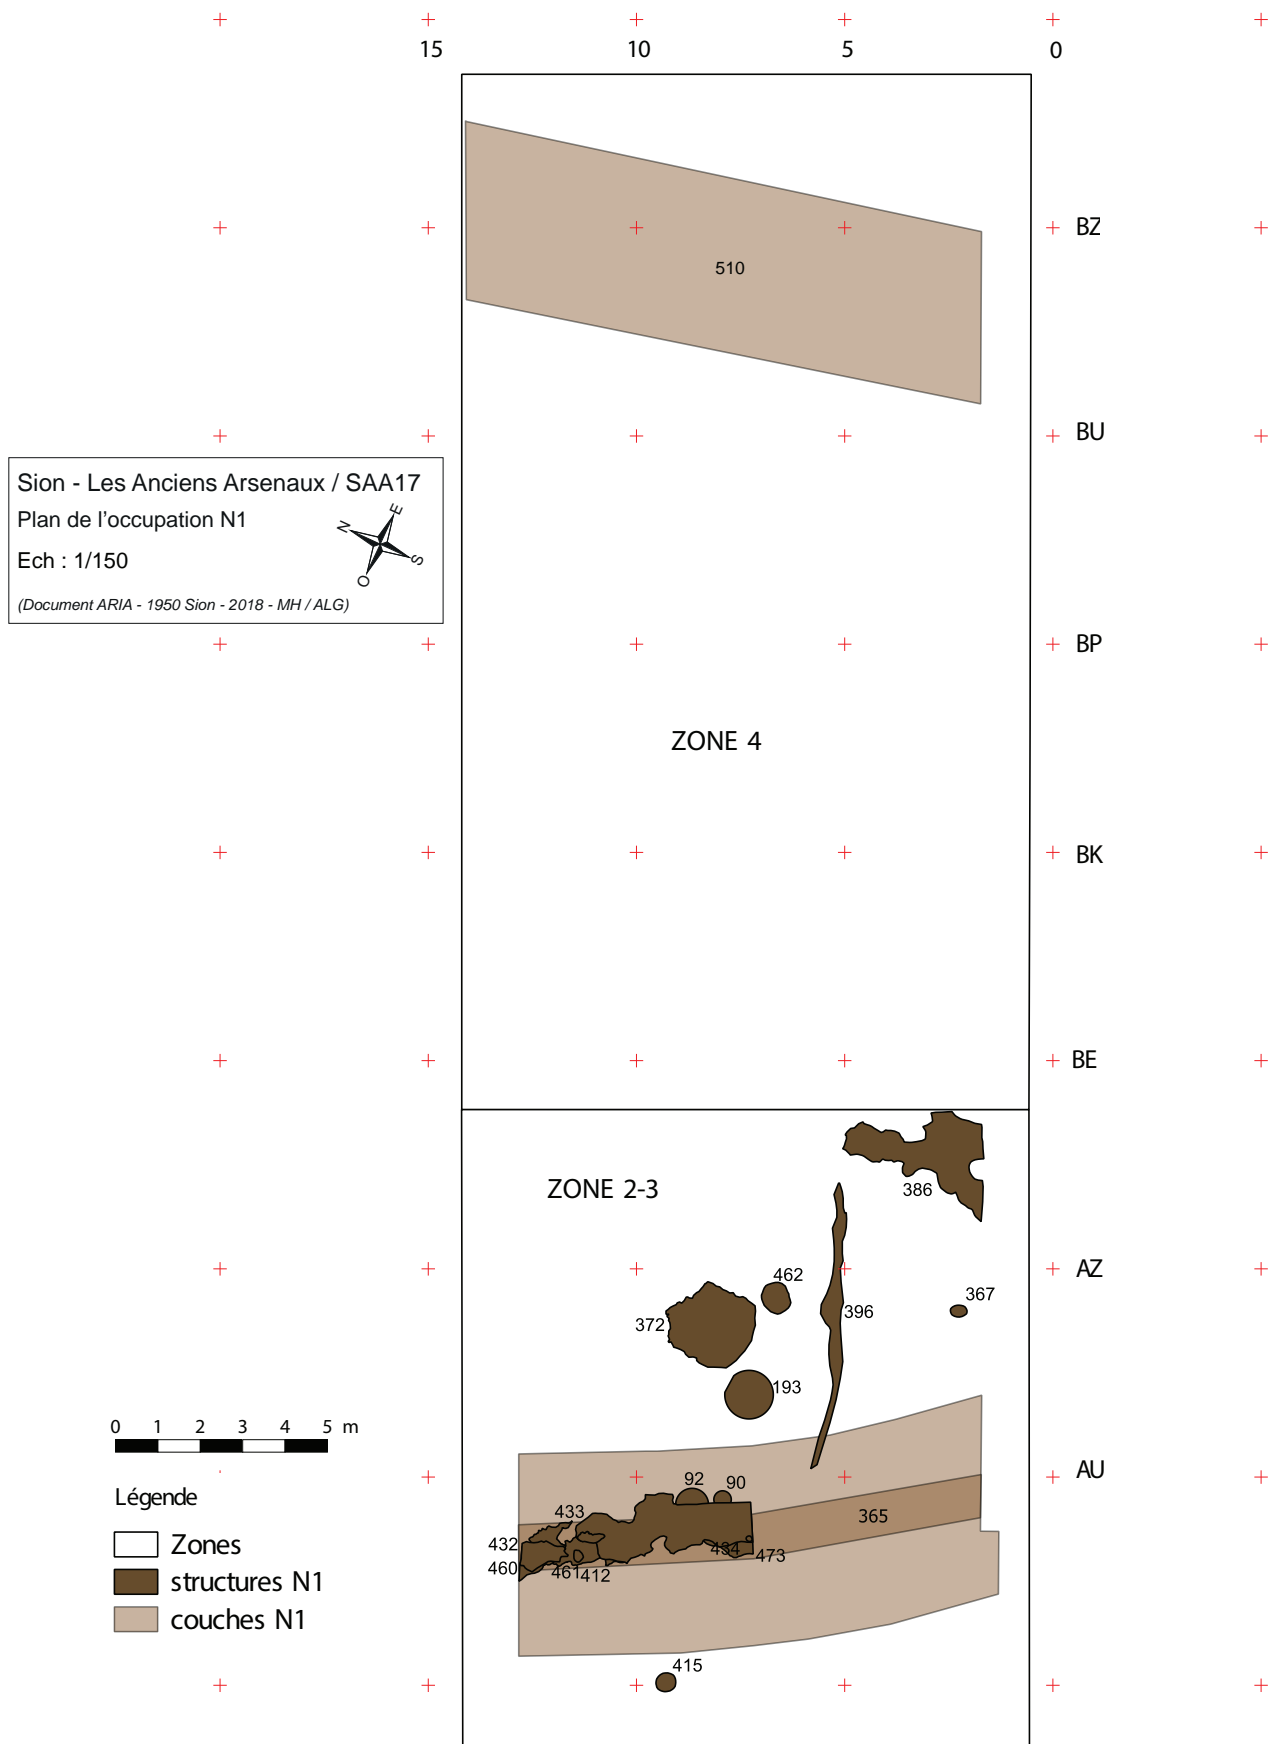 15 10 5 0
BZ
510
BU
Sion - Les Anciens Arsenaux / SAA17
Plan de l'occupation N1
Ech : 1/150
N E S O
(Document ARIA - 1950 Sion - 2018 - MH / ALG)
BP
ZONE 4
BK
BE
ZONE 2-3
386
AZ
462
367
372
396
193
0 1 2 3 4 5 m
AU
92 90
Légende
433
365
432
Zones
434
473
460
461
412
structures N1
couches N1
415